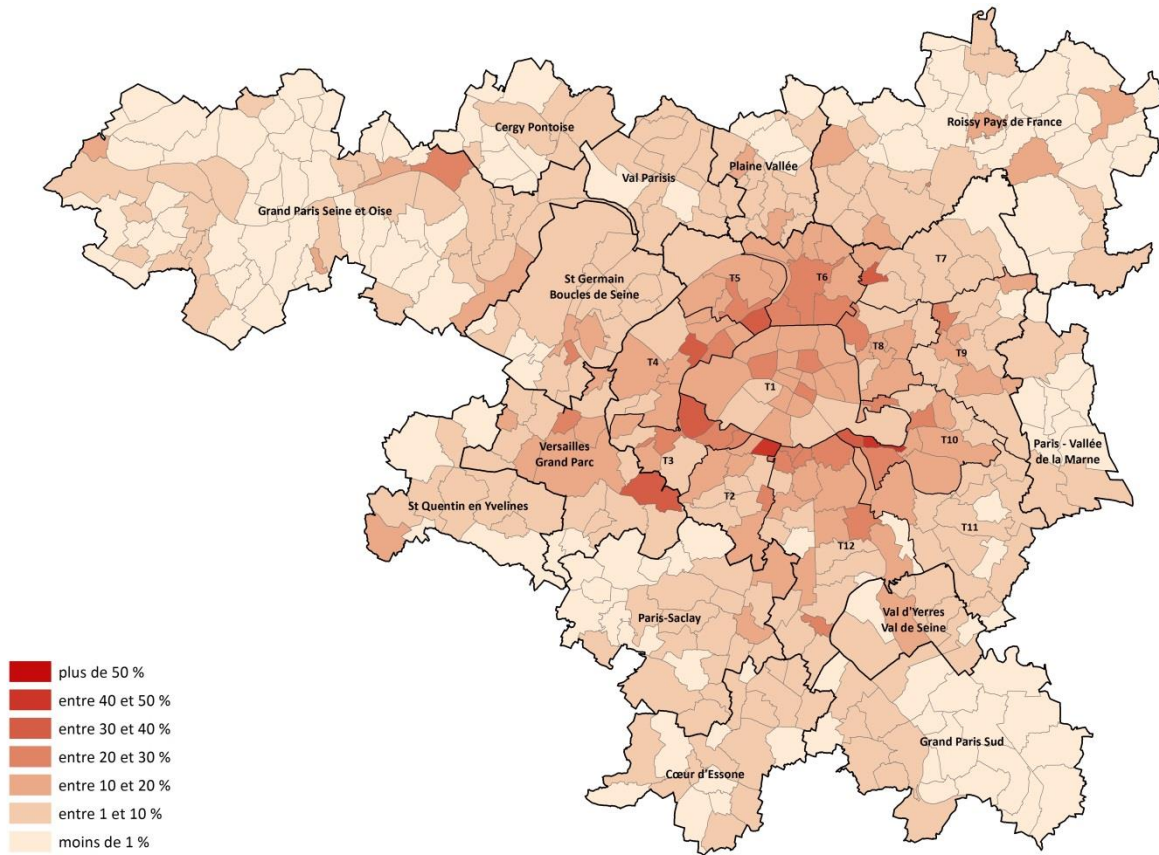 Cergy Pontoise
Roissy Pays de France
Plaine Vallée
Val Parisis
Grand Paris Seine et Oise
T7
St Germain
Boucles de Seine
T5
T6
T8
T9
T4
T1
Paris - Vallée
de la Marne
Versailles
Grand Parc
T10
T3
St Quentin en Yvelines
T2
T11
T12
Paris-Saclay
Val d'Yerres
Val de Seine
Grand Paris Sud
Cœur d'Essone
plus de 50 %
entre 40 et 50 %
entre 30 et 40 %
entre 20 et 30 %
entre 10 et 20 %
entre 1 et 10 %
moins de 1 %